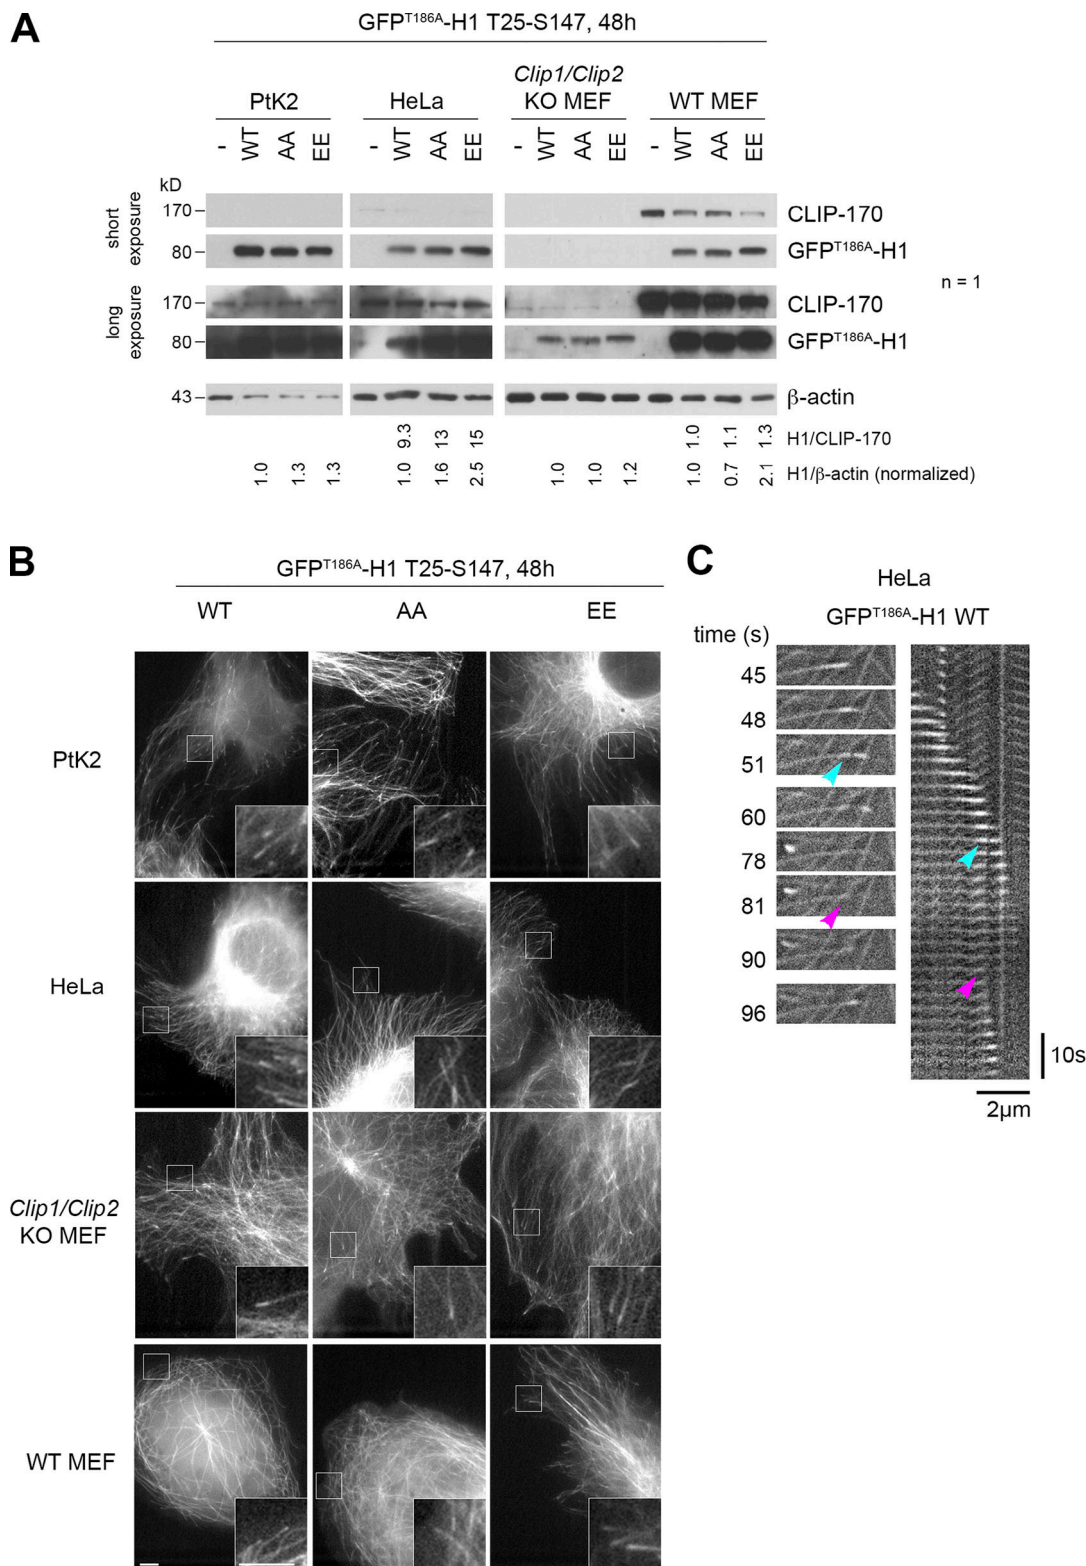 A
GFPT186A-H1 T25-S147, 48h
PtK2
HeLa
Clip1/Clip2
KO MEF
WT MEF
- WT AA EE
- WT AA EE
- WT AA EE
- WT AA EE
kD
short exposure
170
CLIP-170
80
GFPT186A-H1
n = 1
long exposure
170
CLIP-170
80
GFPT186A-H1
43
β-actin
9.3 13 15 1.0 1.1 1.3 H1/CLIP-170
1.0 1.3 1.3 1.0 1.6 2.5 1.0 1.0 1.2 1.0 0.7 2.1 H1/β-actin (normalized)
B
GFPT186A-H1 T25-S147, 48h
WT AA EE
PtK2
HeLa
Clip1/Clip2
KO MEF
WT MEF
C
HeLa
GFPT186A-H1 WT
time (s)
45
48
51
60
78
81
90
96
10s
2µm